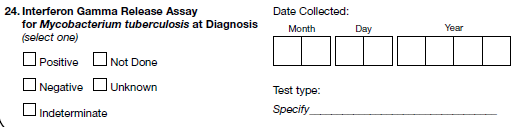 24. Interferon Gamma Release Assay
for Mycobacterium tuberculosis at Diagnosis
(select one)
Positive Not Done
Negative Unknown
Indeterminate
Date Collected:
Month Day Year
Test type:
Specify